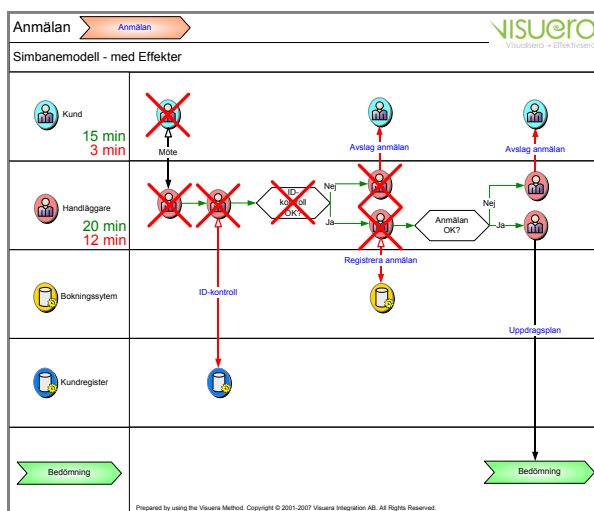 Anmälan
Anmälan
VISUEra
Visualisera → Effektivisera
Simbanemodell - med Effekter
Kund
15 min
3 min
Möte
Avslag anmälan
Avslag anmälan
Handläggare
20 min
12 min
ID-
kontroll
OK?
Nej
Ja
Anmälan
OK?
Nej
Ja
Registrera anmälan
Bokningssytem
ID-kontroll
Uppdragsplan
Kundregister
Bedömning
Bedömning
Prepared by using the Visuera Method. Copyright © 2001-2007 Visuera Integration AB. All Rights Reserved.